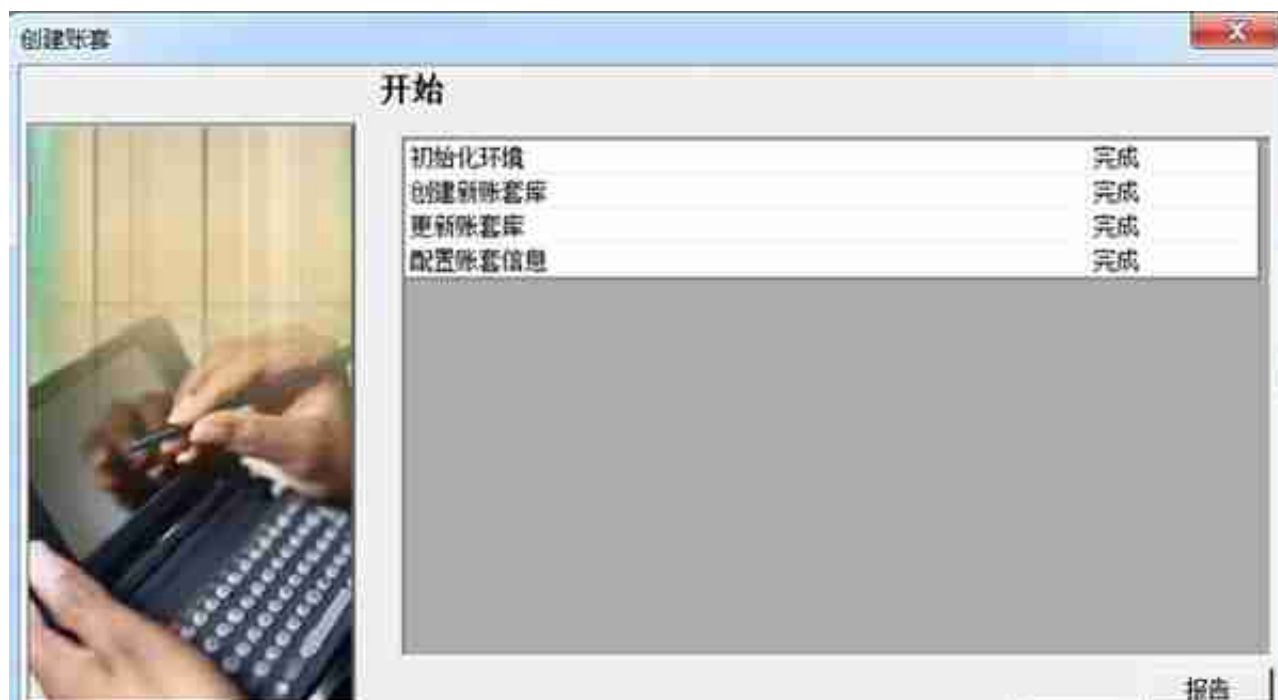 创建账套
开始
初始化环境 完成
创建新账套库 完成
更新账套库 完成
配置账套信息 完成
报告